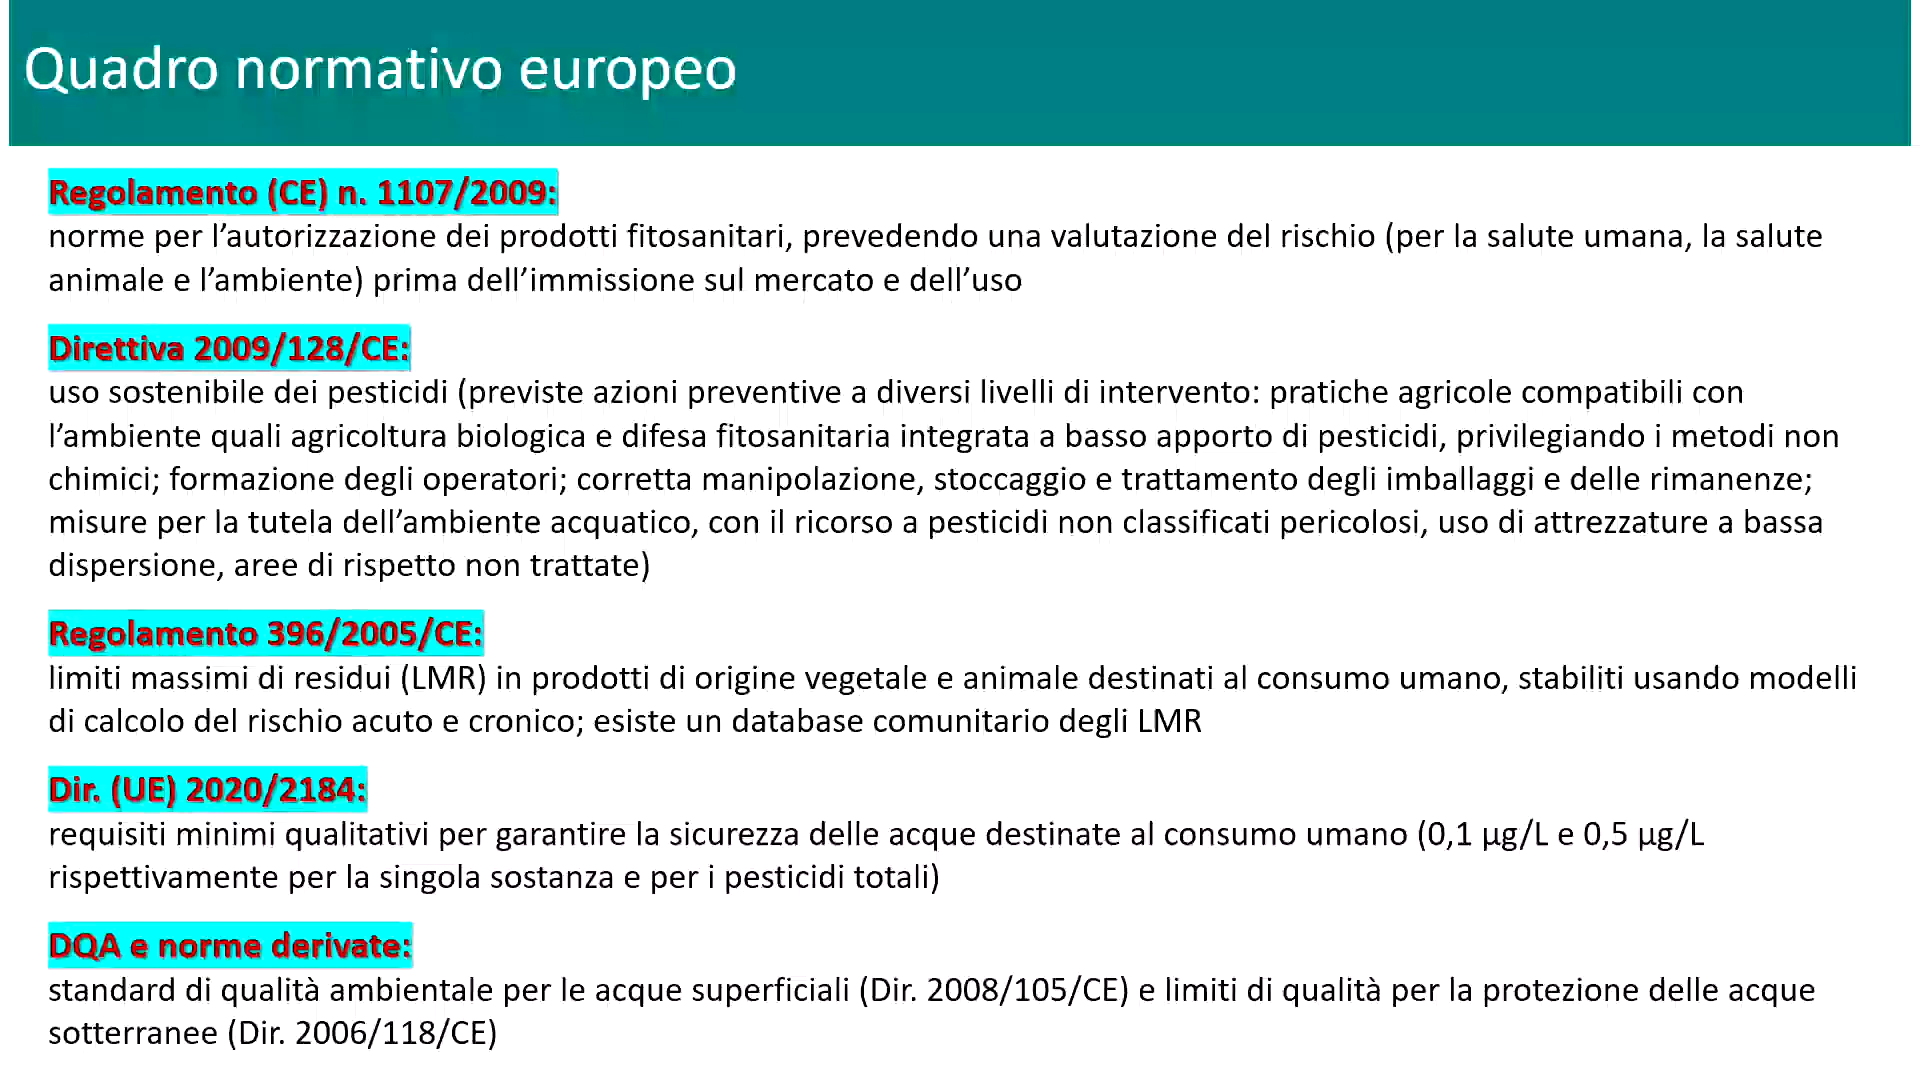 Quadro normativo europeo
Regolamento (CE) n. 1107/2009:
norme per l’autorizzazione dei prodotti fitosanitari, prevedendo una valutazione del rischio (per la salute umana, la salute
animale e l’ambiente) prima dell’immissione sul mercato e dell’uso
Direttiva 2009/128/CE:
uso sostenibile dei pesticidi (previste azioni preventive a diversi livelli di intervento: pratiche agricole compatibili con
l’ambiente quali agricoltura biologica e difesa fitosanitaria integrata a basso apporto di pesticidi, privilegiando i metodi non
chimici; formazione degli operatori; corretta manipolazione, stoccaggio e trattamento degli imballaggi e delle rimanenze;
misure per la tutela dell’ambiente acquatico, con il ricorso a pesticidi non classificati pericolosi, uso di attrezzature a bassa
dispersione, aree di rispetto non trattate)
Regolamento 396/2005/CE:
limiti massimi di residui (LMR) in prodotti di origine vegetale e animale destinati al consumo umano, stabiliti usando modelli
di calcolo del rischio acuto e cronico; esiste un database comunitario degli LMR
Dir. (UE) 2020/2184:
requisiti minimi qualitativi per garantire la sicurezza delle acque destinate al consumo umano (0,1 µg/L e 0,5 µg/L
rispettivamente per la singola sostanza e per i pesticidi totali)
DQA e norme derivate:
standard di qualità ambientale per le acque superficiali (Dir. 2008/105/CE) e limiti di qualità per la protezione delle acque
sotterranee (Dir. 2006/118/CE)